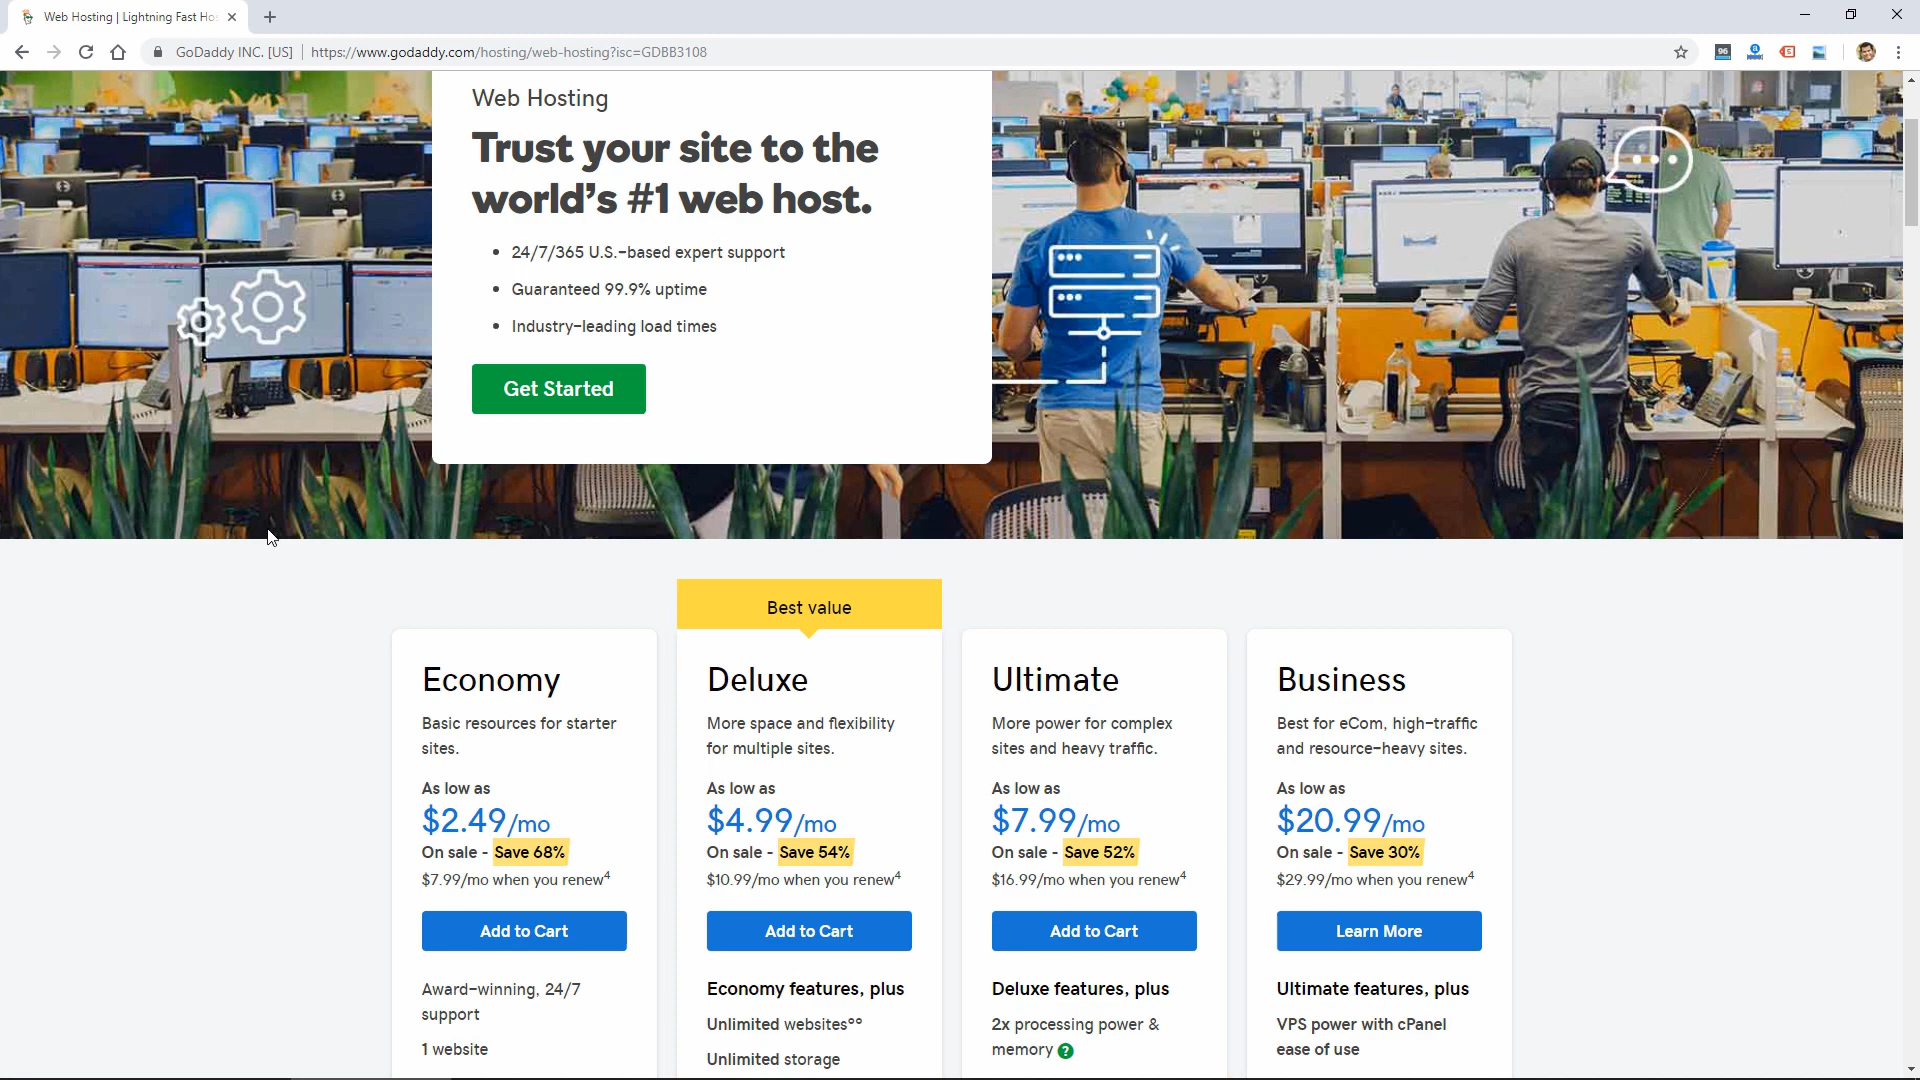 Web Hosting | Lightning Fast Ho
GoDaddy INC. [US] | https://www.godaddy.com/hosting/web-hosting?isc=GDBB3108
96
Web Hosting
Trust your site to the
world's #1 web host.
• 24/7/365 U.S.-based expert support
• Guaranteed 99.9% uptime
• Industry-leading load times
Get Started
Best value
Economy
Basic resources for starter
sites.
As low as
$2.49/mo
On sale - Save 68%
$7.99/mo when you renew4
Add to Cart
Award-winning, 24/7
support
1 website
Deluxe
More space and flexibility
for multiple sites.
As low as
$4.99/mo
On sale - Save 54%
$10.99/mo when you renew4
Add to Cart
Economy features, plus
Unlimited websites°°
Unlimited storage
Ultimate
More power for complex
sites and heavy traffic.
As low as
$7.99/mo
On sale - Save 52%
$16.99/mo when you renew4
Add to Cart
Deluxe features, plus
2x processing power &
memory ?
Business
Best for eCom, high-traffic
and resource-heavy sites.
As low as
$20.99/mo
On sale - Save 30%
$29.99/mo when you renew4
Learn More
Ultimate features, plus
VPS power with cPanel
ease of use